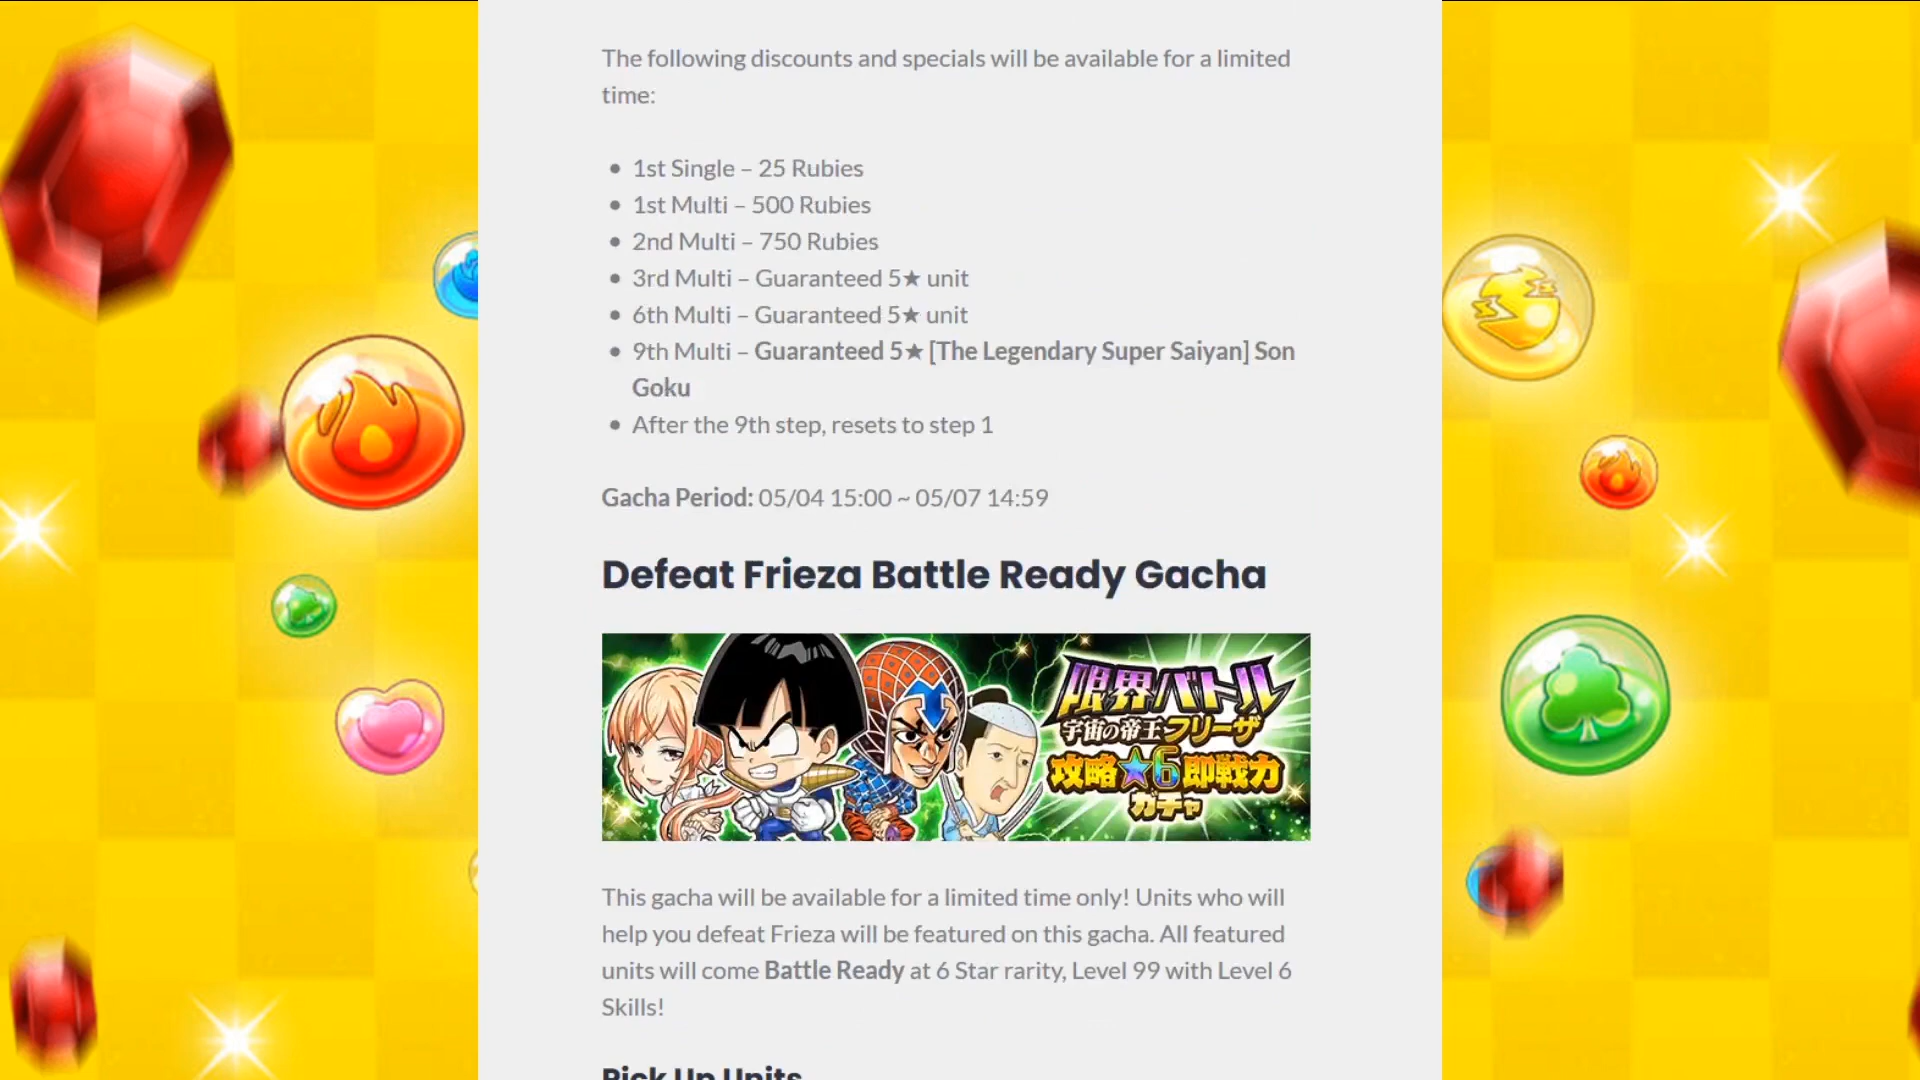 The following discounts and specials will be available for a limited
time:
• 1st Single – 25 Rubies
• 1st Multi – 500 Rubies
• 2nd Multi – 750 Rubies
• 3rd Multi – Guaranteed 5★ unit
• 6th Multi – Guaranteed 5★ unit
• 9th Multi – Guaranteed 5★ [The Legendary Super Saiyan] Son
Goku
• After the 9th step, resets to step 1
Gacha Period: 05/04 15:00 ~ 05/07 14:59
Defeat Frieza Battle Ready Gacha
限界バトル
宇宙の帝王フリーザ
攻略★6即戦力
ガチャ
This gacha will be available for a limited time only! Units who will
help you defeat Frieza will be featured on this gacha. All featured
units will come Battle Ready at 6 Star rarity, Level 99 with Level 6
Skills!
Pick Up Units